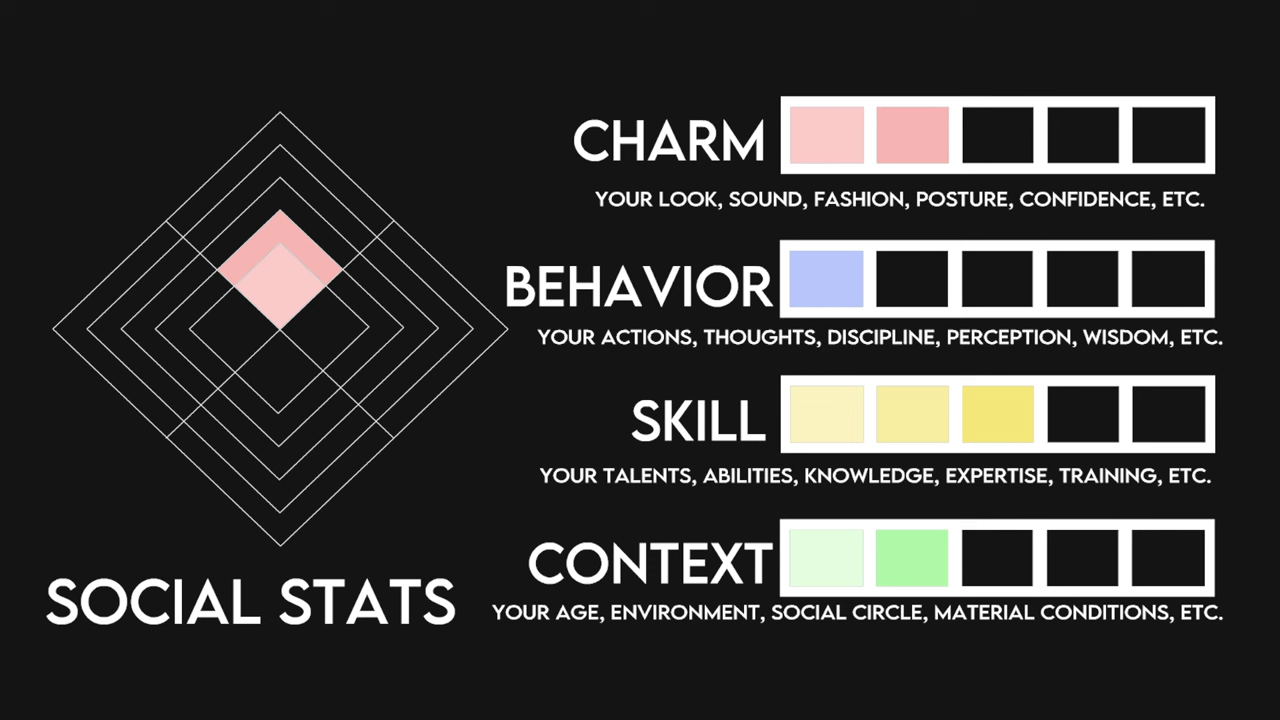 CHARM
YOUR LOOK, SOUND, FASHION, POSTURE, CONFIDENCE, ETC.
BEHAVIOR
YOUR ACTIONS, THOUGHTS, DISCIPLINE, PERCEPTION, WISDOM, ETC.
SKILL
YOUR TALENTS, ABILITIES, KNOWLEDGE, EXPERTISE, TRAINING, ETC.
CONTEXT
YOUR AGE, ENVIRONMENT, SOCIAL CIRCLE, MATERIAL CONDITIONS, ETC.
SOCIAL STATS